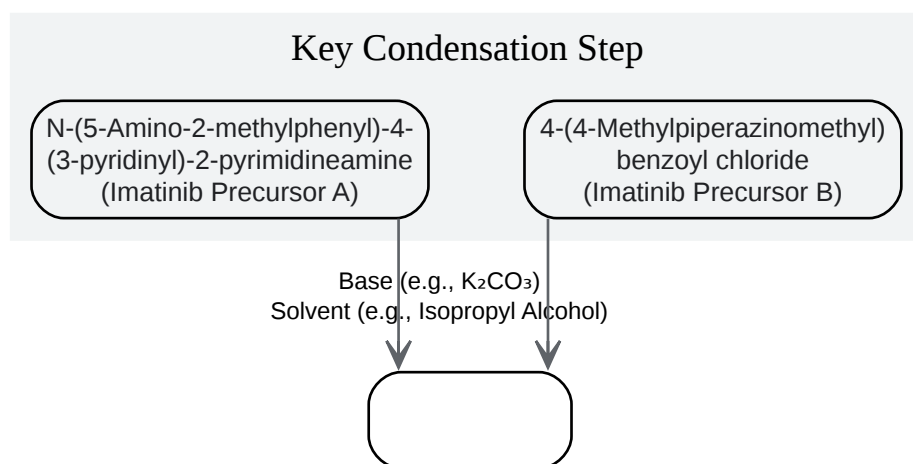 Key Condensation Step
N-(5-Amino-2-methylphenyl)-4-
(3-pyridinyl)-2-pyrimidineamine
(Imatinib Precursor A)
4-(4-Methylpiperazinomethyl)
benzoyl chloride
(Imatinib Precursor B)
Base (e.g., K₂CO₃)
Solvent (e.g., Isopropyl Alcohol)